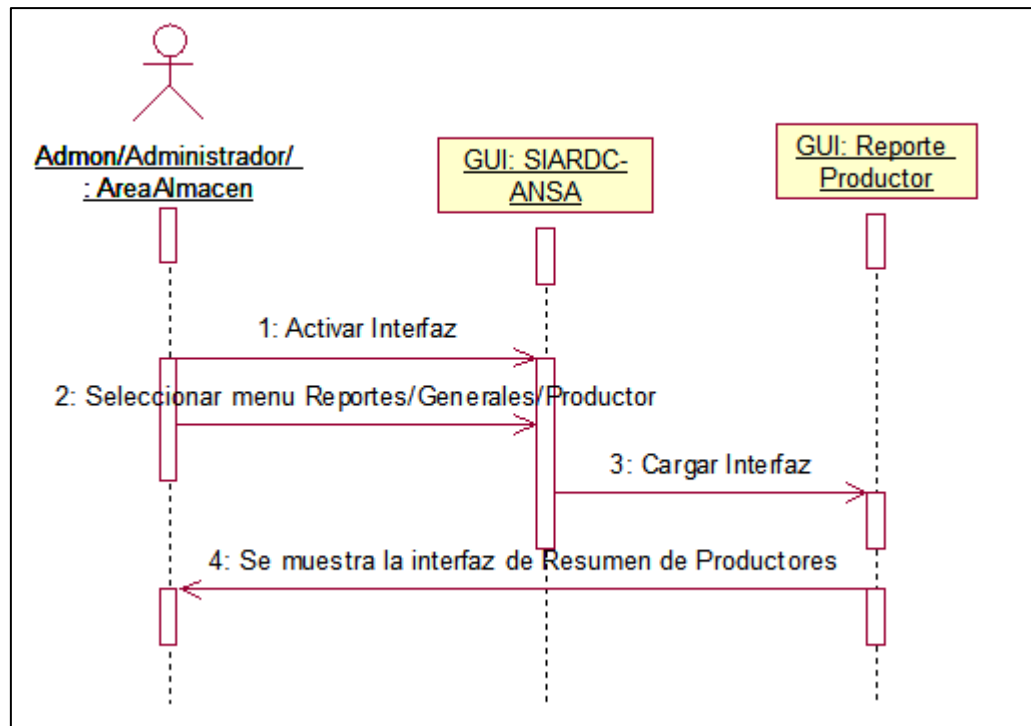 Admon/Administrador/
: AreaAlmacen
GUI: SIARDC-
ANSA
GUI: Reporte
Productor
1: Activar Interfaz
2: Seleccionar menu Reportes/Generales/Productor
3: Cargar Interfaz
4: Se muestra la interfaz de Resumen de Productores